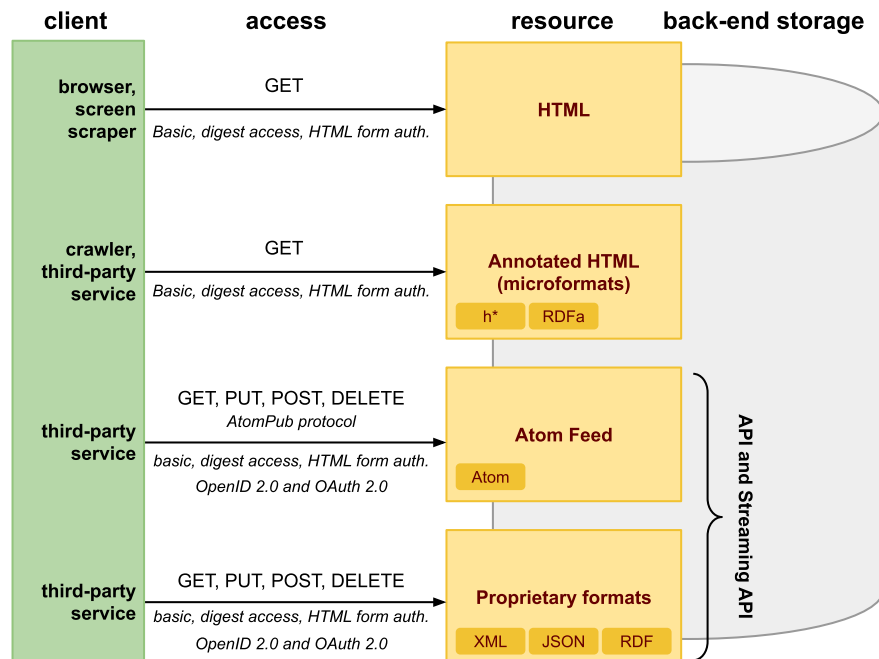 client access resource back-end storage
browser,
screen
scraper
GET
Basic, digest access, HTML form auth.
HTML
crawler,
third-party
service
GET
Basic, digest access, HTML form auth.
Annotated HTML
(microformats)
h* RDFa
third-party
service
GET, PUT, POST, DELETE
AtomPub protocol
basic, digest access, HTML form auth.
OpenID 2.0 and OAuth 2.0
Atom Feed
Atom
third-party
service
GET, PUT, POST, DELETE
basic, digest access, HTML form auth.
OpenID 2.0 and OAuth 2.0
Proprietary formats
XML JSON RDF
API and Streaming API